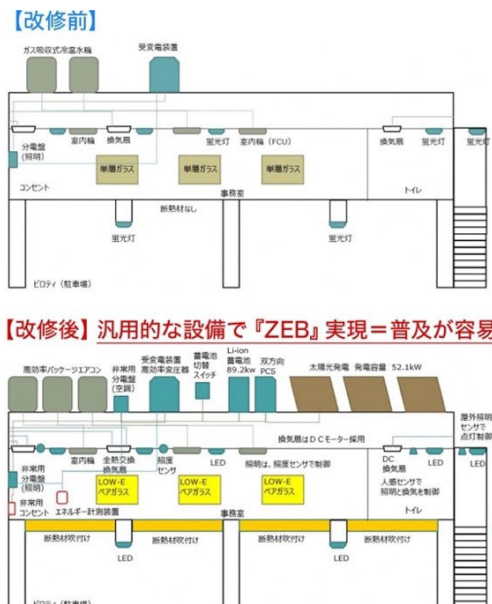 【改修前】
ガス吸収式冷温水機
受変電装置
分電盤
(照明)
室内機
換気扇
蛍光灯
室内機（FCU）
換気扇
蛍光灯
蛍光灯
コンセント
単層ガラス
単層ガラス
単層ガラス
事務室
トイレ
断熱材なし
蛍光灯
蛍光灯
ピロティ（駐車場）
【改修後】汎用的な設備で『ZEB』実現＝普及が容易
高効率パッケージエアコン
非常用
分電盤
(空調)
受変電装置
高効率変圧器
蓄電池
切替
スイッチ
Li-ion
蓄電池
89.2kw
双方向
PCS
太陽光発電 発電容量 52.1kW
屋外照明
センサで
点灯制御
換気扇はDCモーター採用
室内機
全熱交換
換気扇
照度
センサ
LED
照明は、照度センサで制御
DC
換気扇
LED
LED
非常用
分電盤
(照明)
LOW-E
ペアガラス
LOW-E
ペアガラス
LOW-E
ペアガラス
人感センサで
照明と換気を制御
非常用
コンセント
エネルギー計測装置
事務室
トイレ
断熱材吹付け
断熱材吹付け
断熱材吹付け
断熱材吹付け
LED
LED
ピロティ（駐車場）